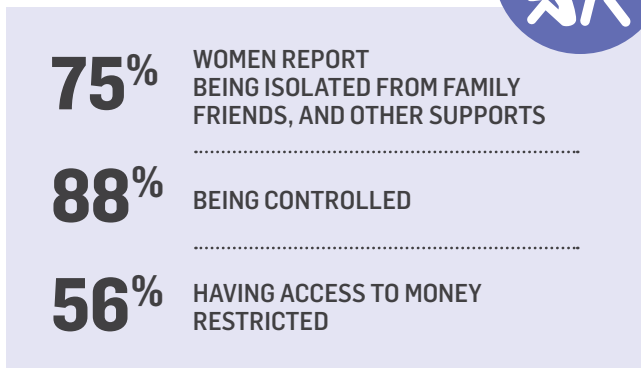 75%
WOMEN REPORT
BEING ISOLATED FROM FAMILY
FRIENDS, AND OTHER SUPPORTS
88%
BEING CONTROLLED
56%
HAVING ACCESS TO MONEY
RESTRICTED